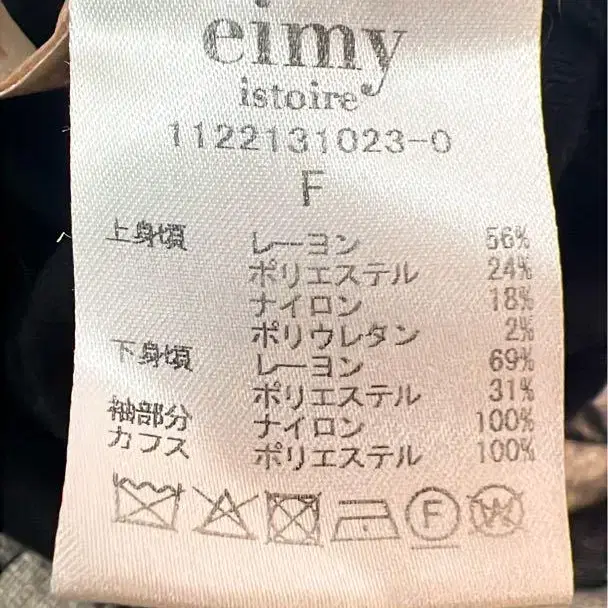 eimy
istoire
1122131023-0
F
上身頃 レーヨン 56%
ポリエステル 24%
ナイロン 18%
ポリウレタン 2%
下身頃 レーヨン 69%
ポリエステル 31%
袖部分 ナイロン 100%
カフス ポリエステル 100%
F W